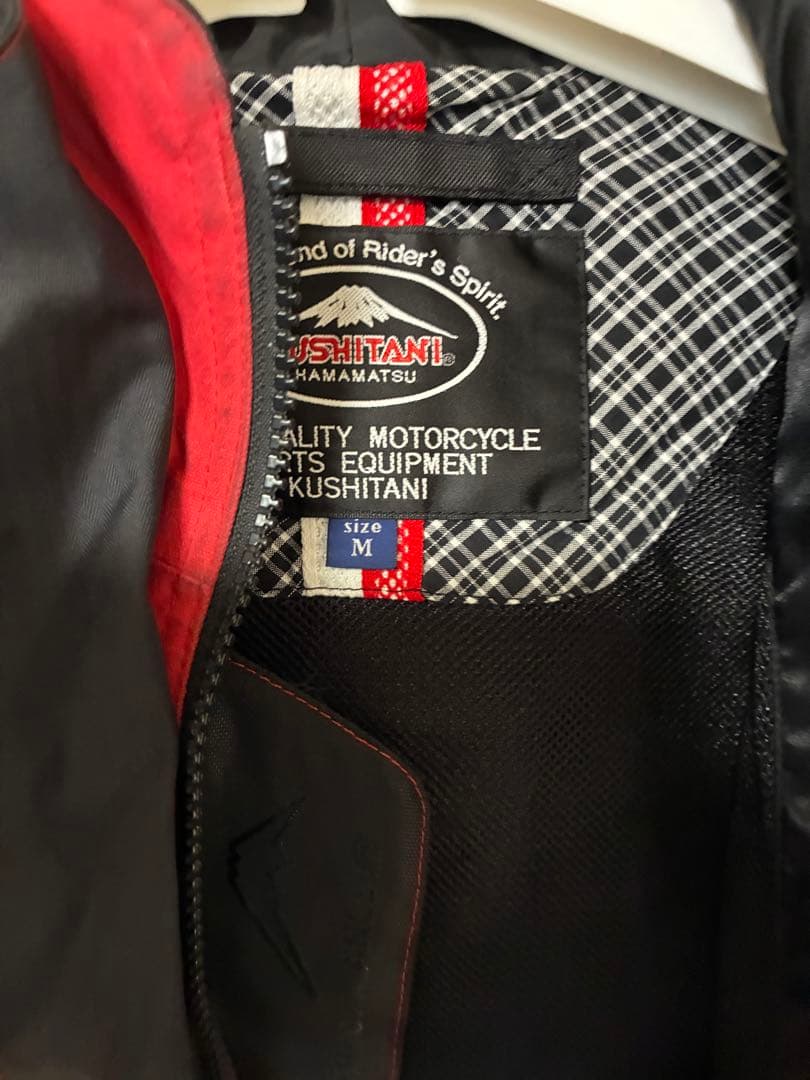 nd of Rider's Spirit.
USHITANI®
HAMAMATSU
ALITY MOTORCYCLE
RTS EQUIPMENT
KUSHITANI
size
M